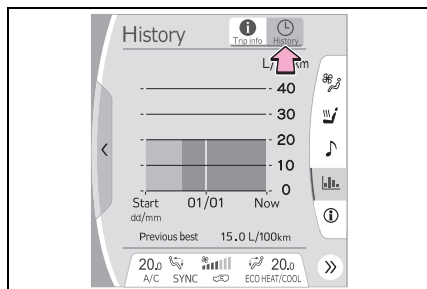 History
Trip info
History
L/ km
40
30
20
10
0
Start 01/01 Now
dd/mm
Previous best 15.0 L/100km
20.0 20.0
A/C SYNC ECO HEAT/COOL